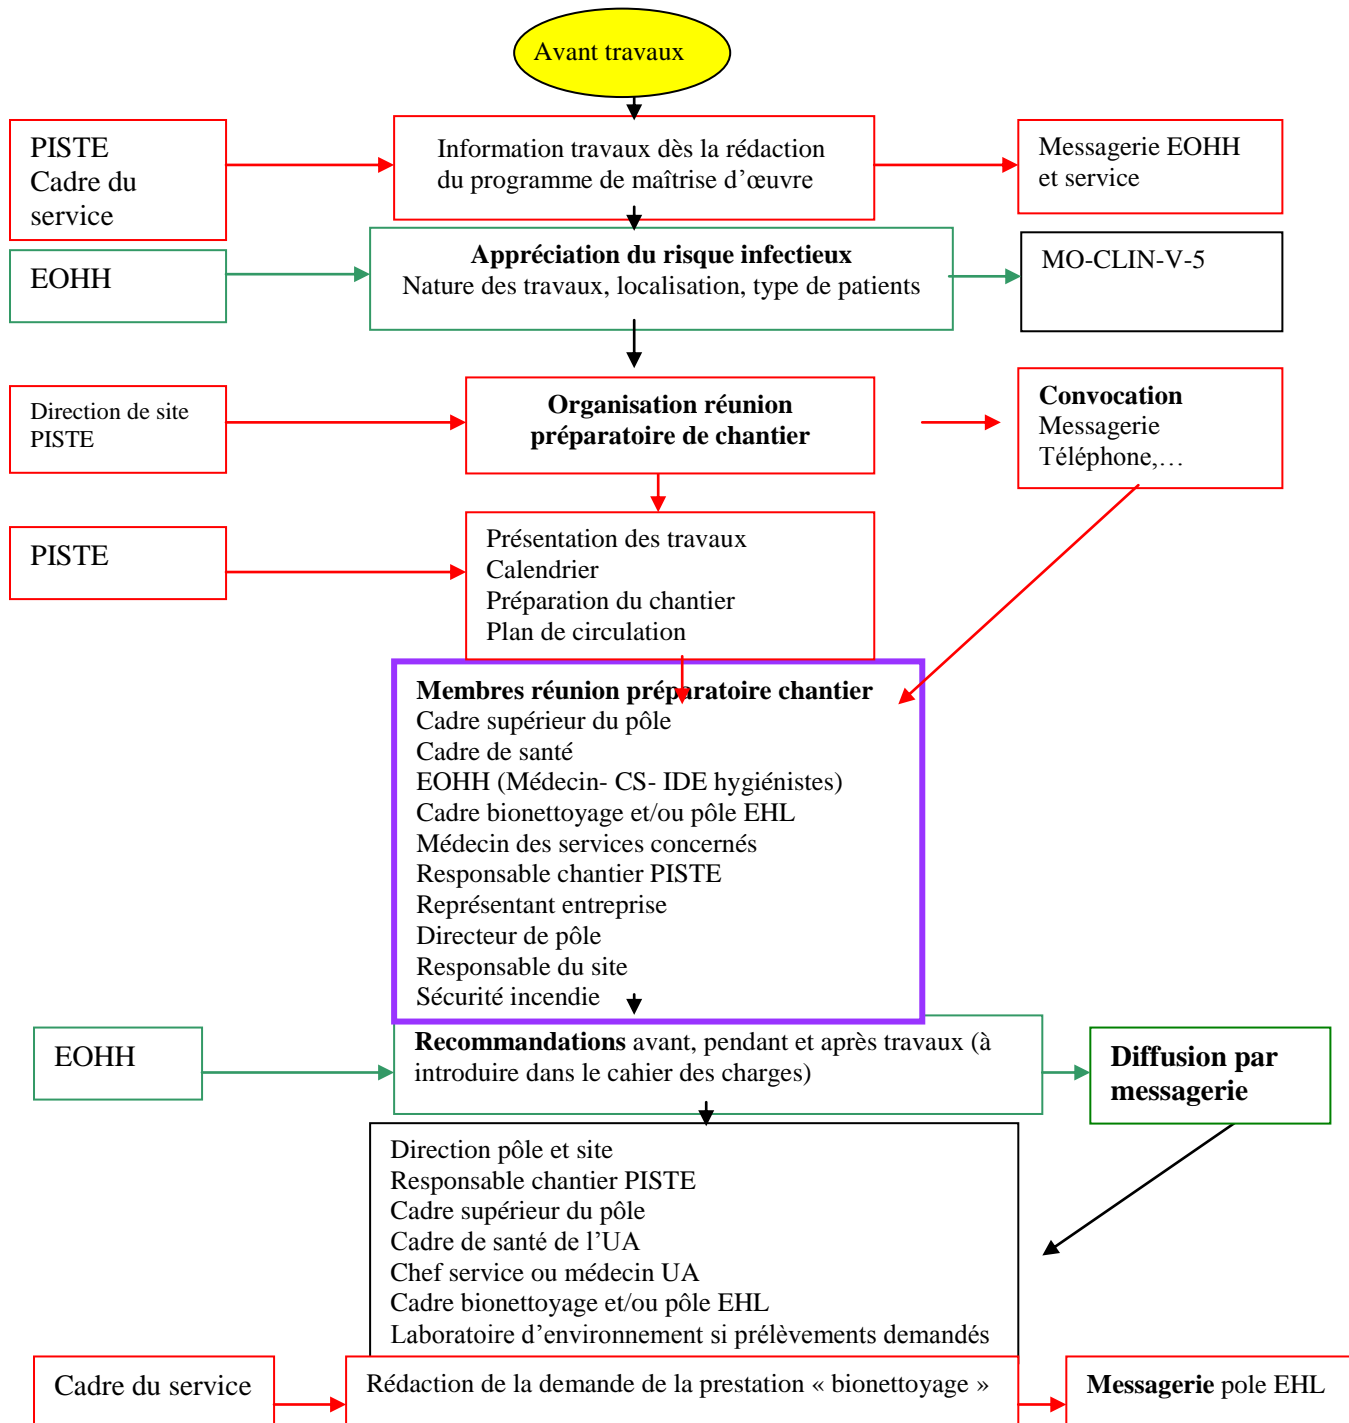 Avant travaux
PISTE
Cadre du
service
Information travaux dès la rédaction
du programme de maîtrise d’œuvre
Messagerie EOHH
et service
EOHH
Appréciation du risque infectieux
Nature des travaux, localisation, type de patients
MO-CLIN-V-5
Direction de site
PISTE
Organisation réunion
préparatoire de chantier
Convocation
Messagerie
Téléphone,…
PISTE
Présentation des travaux
Calendrier
Préparation du chantier
Plan de circulation
Membres réunion préparatoire chantier
Cadre supérieur du pôle
Cadre de santé
EOHH (Médecin- CS- IDE hygiénistes)
Cadre bionettoyage et/ou pôle EHL
Médecin des services concernés
Responsable chantier PISTE
Représentant entreprise
Directeur de pôle
Responsable du site
Sécurité incendie
EOHH
Recommandations avant, pendant et après travaux (à
introduire dans le cahier des charges)
Diffusion par
messagerie
Direction pôle et site
Responsable chantier PISTE
Cadre supérieur du pôle
Cadre de santé de l’UA
Chef service ou médecin UA
Cadre bionettoyage et/ou pôle EHL
Laboratoire d’environnement si prélèvements demandés
Cadre du service
Rédaction de la demande de la prestation « bionettoyage »
Messagerie pole EHL